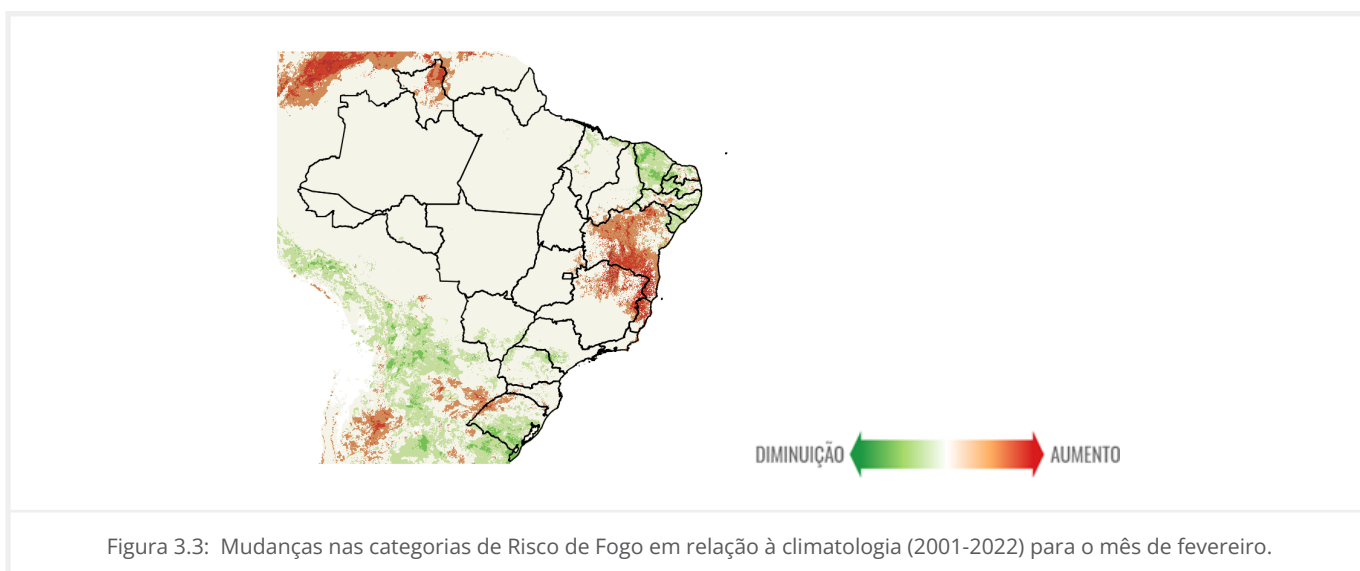 DIMINUIÇÃO
AUMENTO
Figura 3.3: Mudanças nas categorias de Risco de Fogo em relação à climatologia (2001-2022) para o mês de fevereiro.